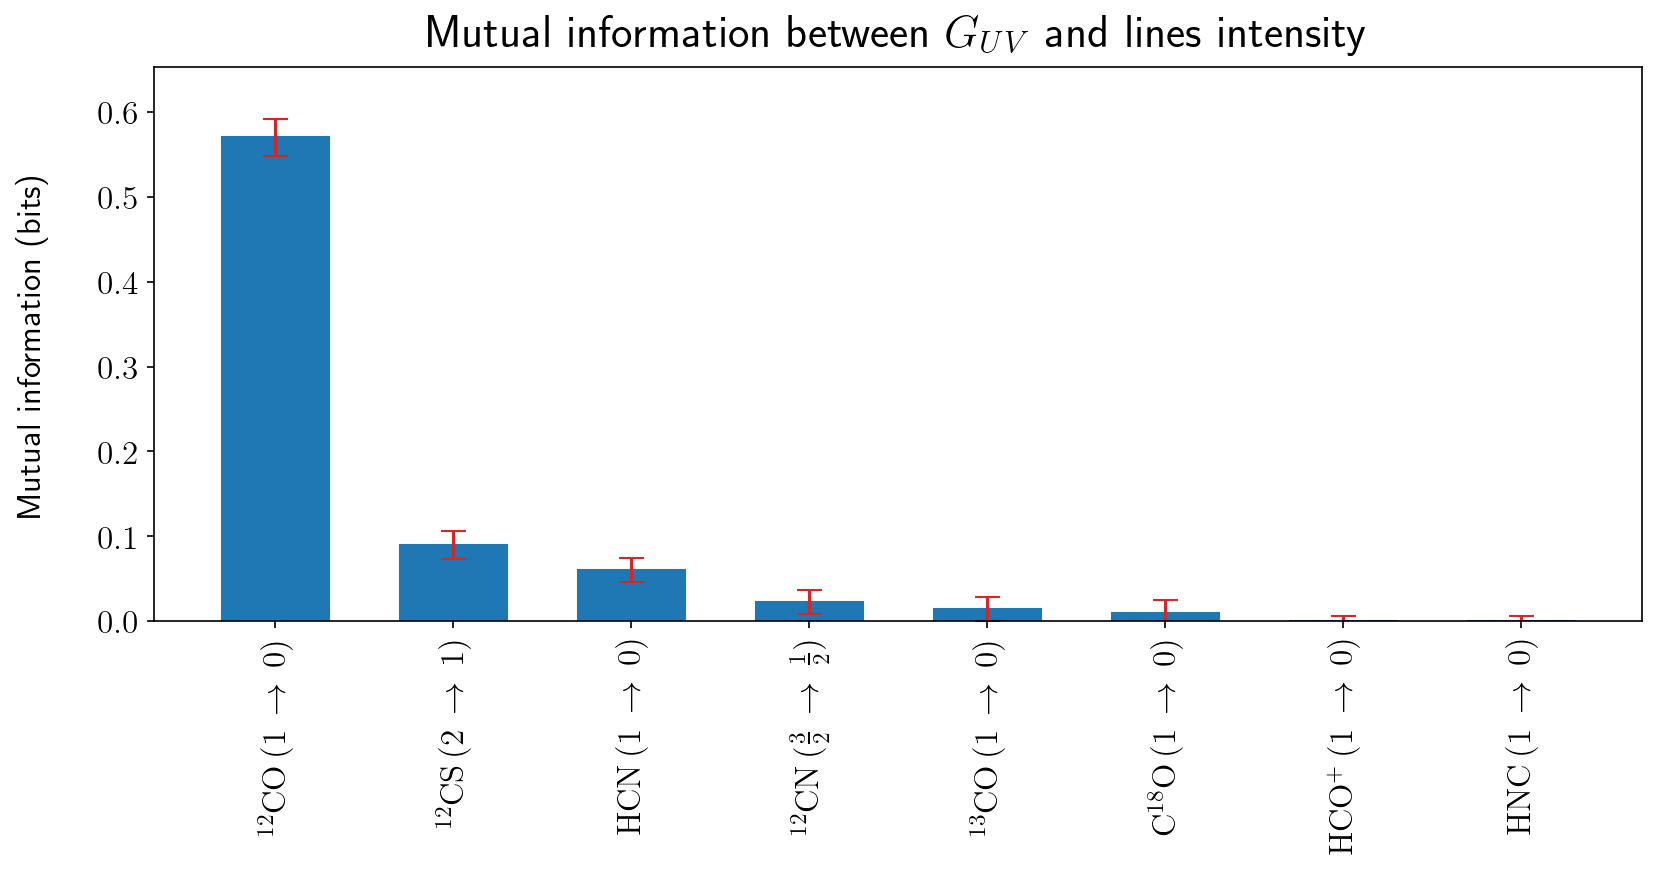 Mutual information between G_{UV} and lines intensity
Mutual information (bits)
0.6
0.5
0.4
0.3
0.2
0.1
0.0
¹²CO (1 → 0)
¹²CS (2 → 1)
HCN (1 → 0)
¹²CN (3/2 → 1/2)
¹³CO (1 → 0)
C¹⁸O (1 → 0)
HCO⁺ (1 → 0)
HNC (1 → 0)